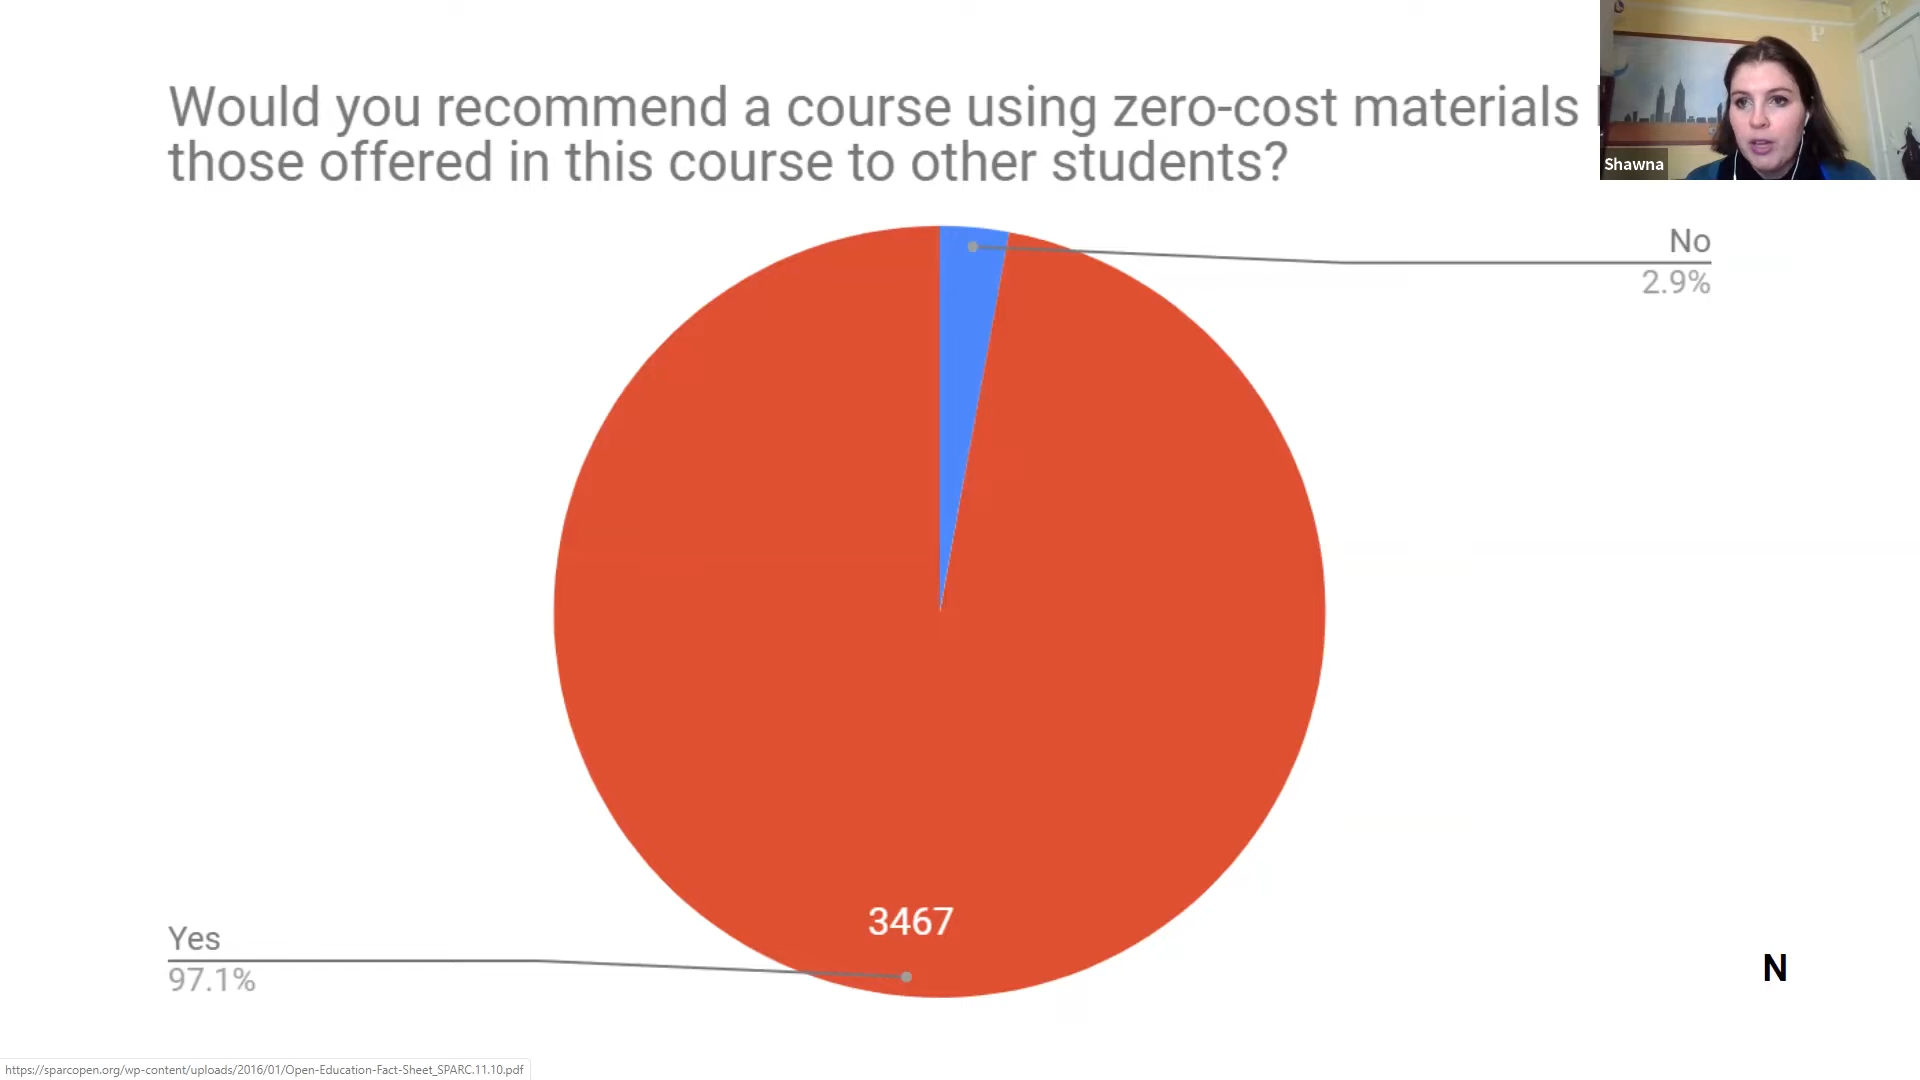 Would you recommend a course using zero-cost materials
those offered in this course to other students?
Shawna
No
2.9%
3467
Yes
97.1%
N
https://sparcopen.org/wp-content/uploads/2016/01/Open-Education-Fact-Sheet_SPARC.11.10.pdf